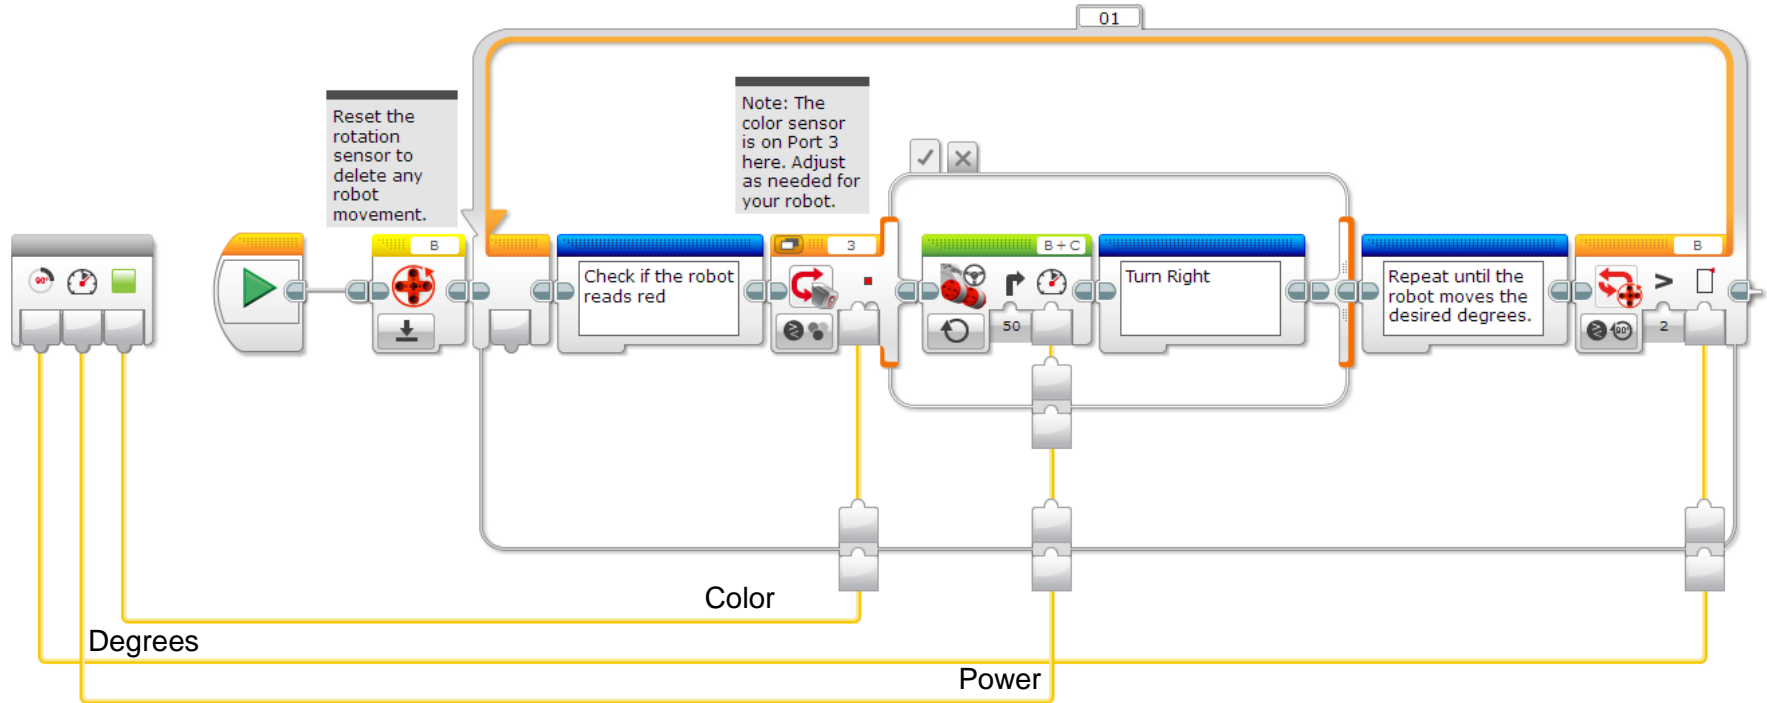 01
Reset the
rotation
sensor to
delete any
robot
movement.
Note: The
color sensor
is on Port 3
here. Adjust
as needed for
your robot.
90°
B
Check if the robot
reads red
3
B+C
50
Turn Right
Repeat until the
robot moves the
desired degrees.
B
>
90°
2
Color
Degrees
Power